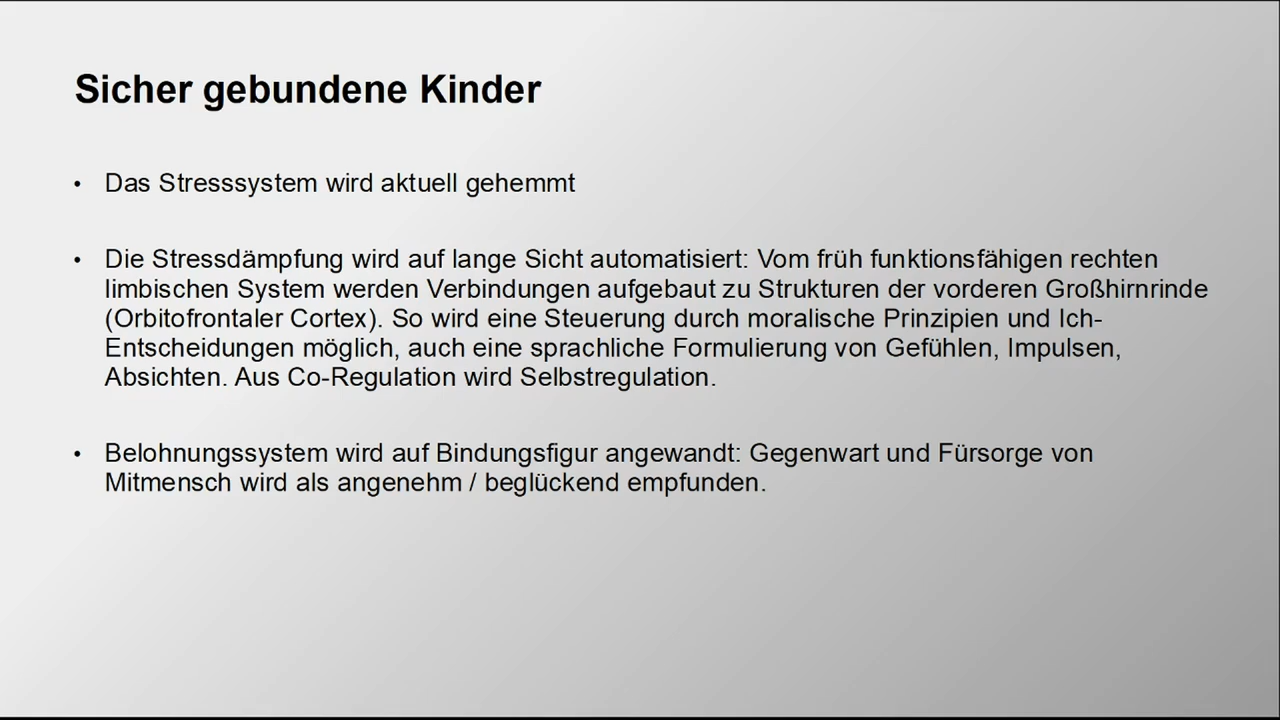 Sicher gebundene Kinder
• Das Stresssystem wird aktuell gehemmt
• Die Stressdämpfung wird auf lange Sicht automatisiert: Vom früh funktionsfähigen rechten
limbischen System werden Verbindungen aufgebaut zu Strukturen der vorderen Großhirnrinde
(Orbitofrontaler Cortex). So wird eine Steuerung durch moralische Prinzipien und Ich-
Entscheidungen möglich, auch eine sprachliche Formulierung von Gefühlen, Impulsen,
Absichten. Aus Co-Regulation wird Selbstregulation.
• Belohnungssystem wird auf Bindungsfigur angewandt: Gegenwart und Fürsorge von
Mitmensch wird als angenehm / beglückend empfunden.